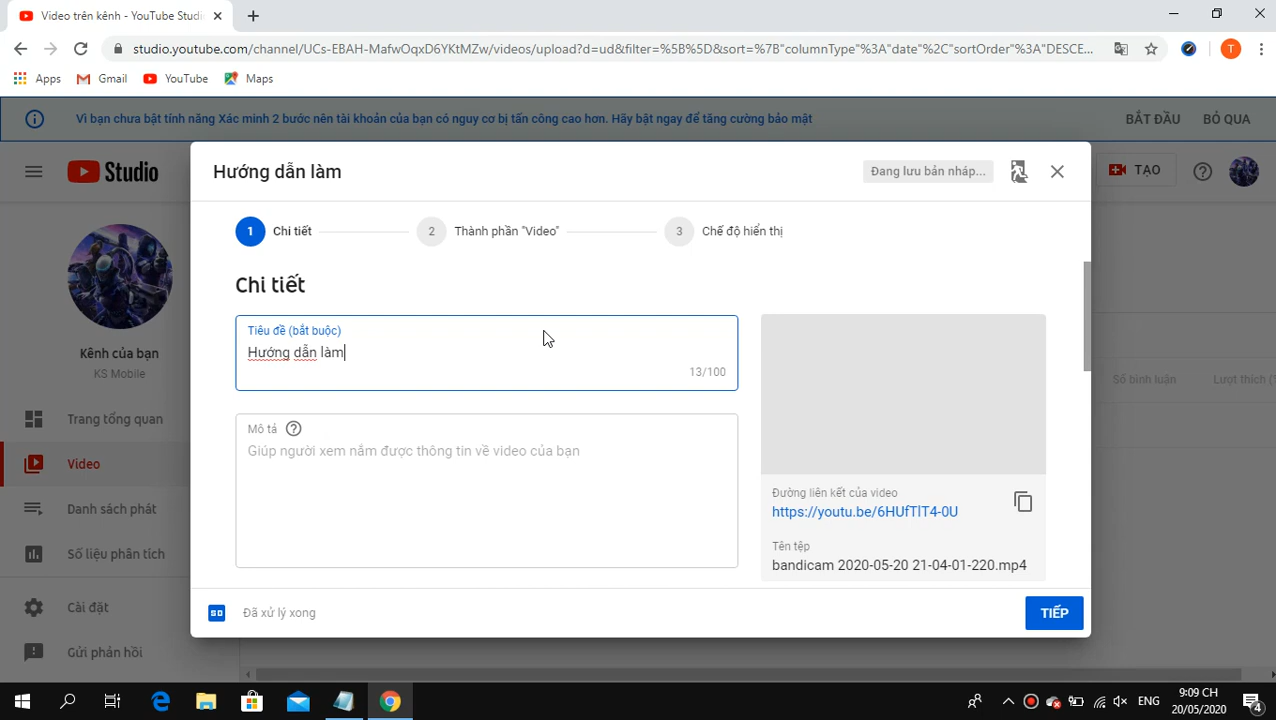 Video trên kênh - YouTube Studi
studio.youtube.com/channel/UCs-EBAH-MafwOqxD6YKtMZw/videos/upload?d=ud&filter=%5B%5D&sort=%7B"columnType"%3A"date"%2C"sortOrder"%3A"DESCE...
T
Apps
Gmail
YouTube
Maps
Vì bạn chưa bật tính năng Xác minh 2 bước nên tài khoản của bạn có nguy cơ bị tấn công cao hơn. Hãy bật ngay để tăng cường bảo mật
BẮT ĐẦU
BỎ QUA
Studio
TẠO
Hướng dẫn làm
Đang lưu bản nháp...
1 Chi tiết
2 Thành phần "Video"
3 Chế độ hiển thị
Chi tiết
Tiêu đề (bắt buộc)
Hướng dẫn làm
13/100
Mô tả
Giúp người xem nắm được thông tin về video của bạn
Đường liên kết của video
https://youtu.be/6HUfTlT4-0U
Tên tệp
bandicam 2020-05-20 21-04-01-220.mp4
SD
Đã xử lý xong
TIẾP
Kênh của bạn
KS Mobile
Trang tổng quan
Video
Danh sách phát
Số liệu phân tích
Cài đặt
Gửi phản hồi
Số bình luận
Lượt thích (
ENG
9:09 CH
20/05/2020
4